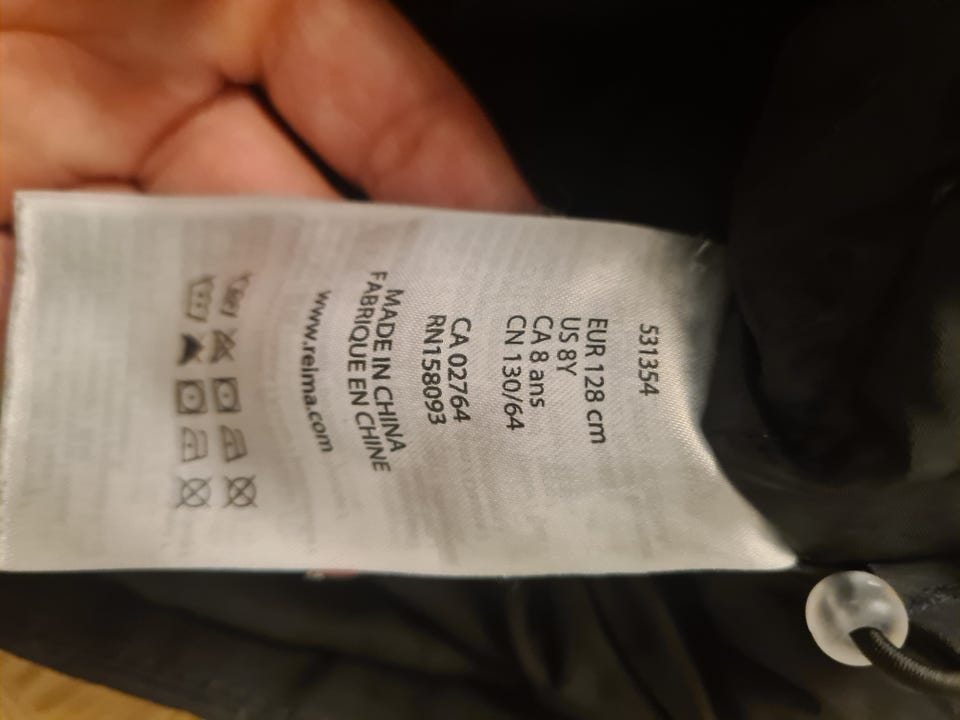 531354
EUR 128 cm
US 8Y
CA 8 ans
CN 130/64
CA 02764
RN158093
MADE IN CHINA
FABRIQUE EN CHINE
www.reima.com